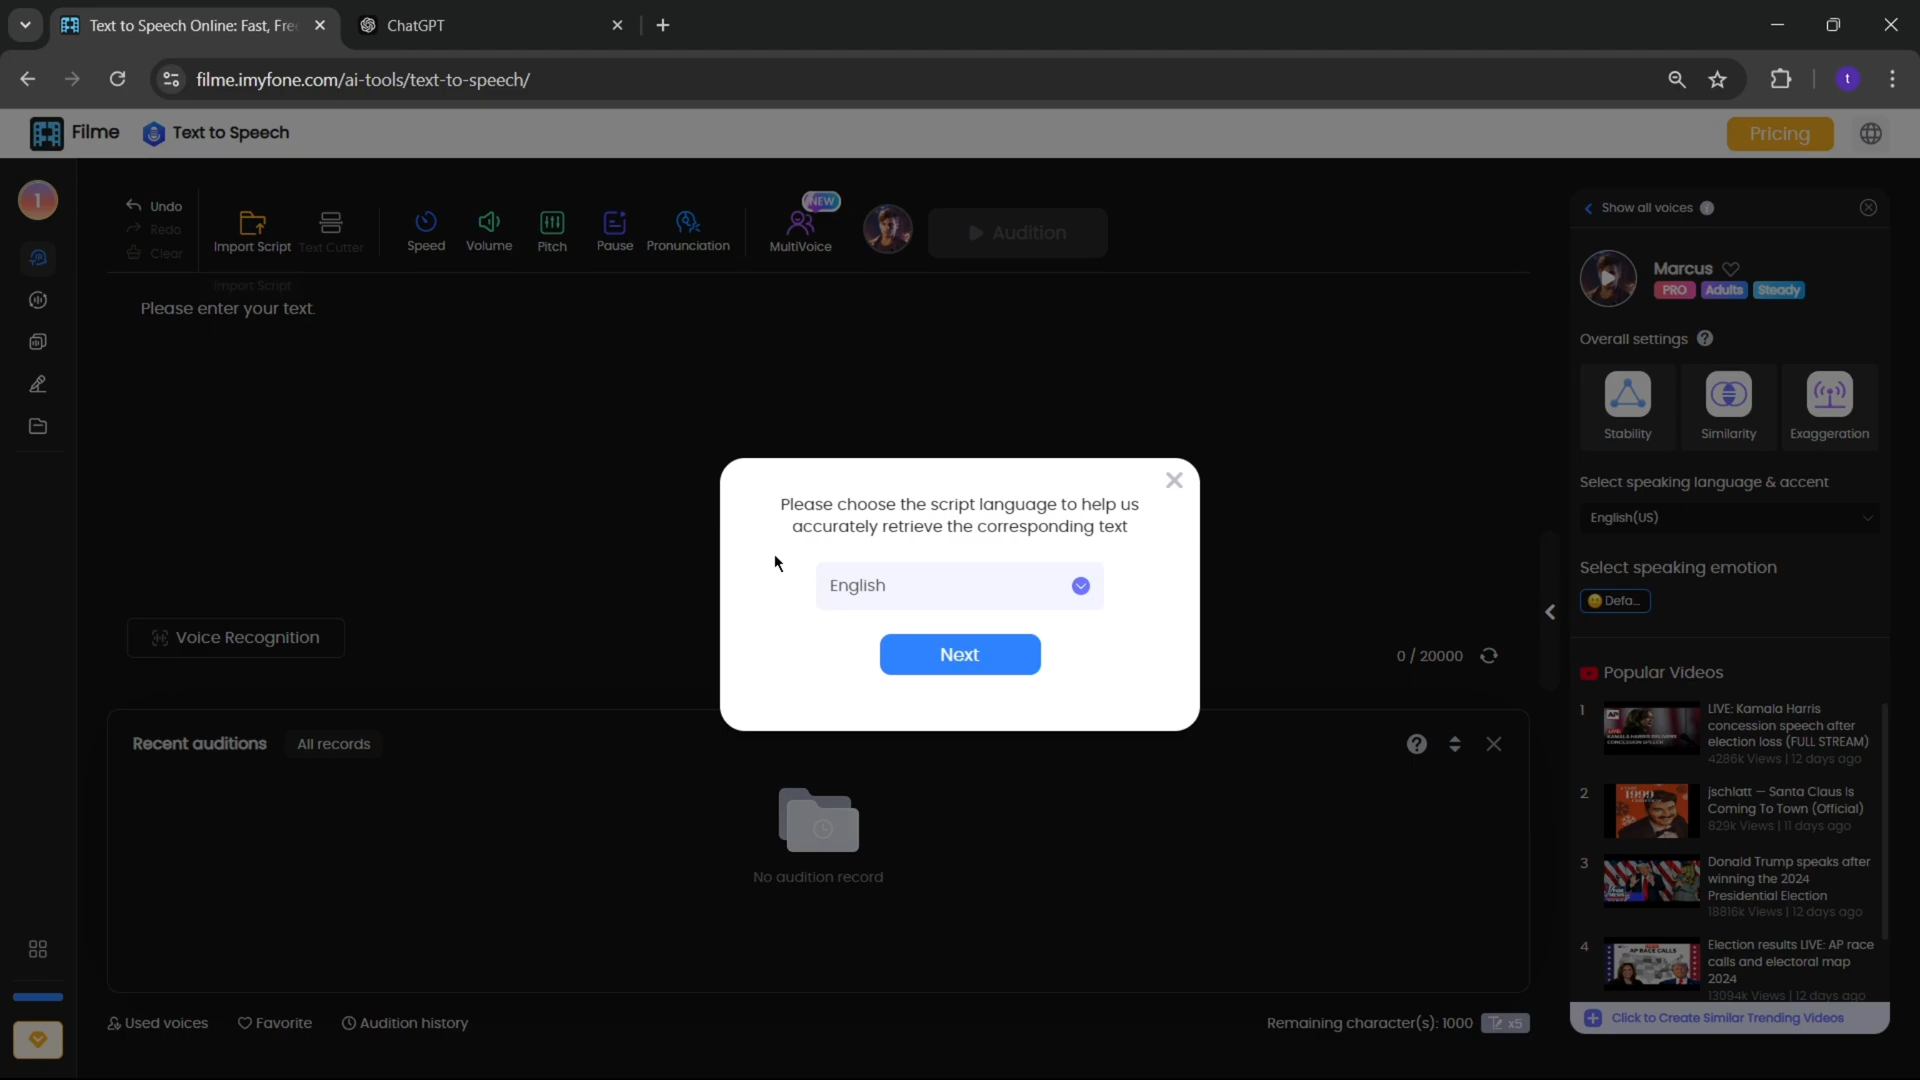 Text to Speech Online: Fast, Fre
ChatGPT
filme.imyfone.com/ai-tools/text-to-speech/
t
Filme
Text to Speech
Pricing
1
Undo
Redo
Clear
Import Script
Text Cutter
Speed
Volume
Pitch
Pause
Pronunciation
NEW
MultiVoice
Audition
Import Script
Please enter your text.
Voice Recognition
0 / 20000
Please choose the script language to help us
accurately retrieve the corresponding text
English
Next
Recent auditions
All records
No audition record
Used voices
Favorite
Audition history
Remaining character(s): 1000
x5
Show all voices
Marcus
PRO
Adults
Steady
Overall settings
Stability
Similarity
Exaggeration
Select speaking language & accent
English(US)
Select speaking emotion
Defa...
Popular Videos
1
LIVE: Kamala Harris
concession speech after
election loss (FULL STREAM)
4286k Views | 12 days ago
2
jschlatt — Santa Claus Is
Coming To Town (Official)
829k Views | 11 days ago
3
Donald Trump speaks after
winning the 2024
Presidential Election
18816k Views | 12 days ago
4
Election results LIVE: AP race
calls and electoral map
2024
13094k Views | 12 days ago
Click to Create Similar Trending Videos